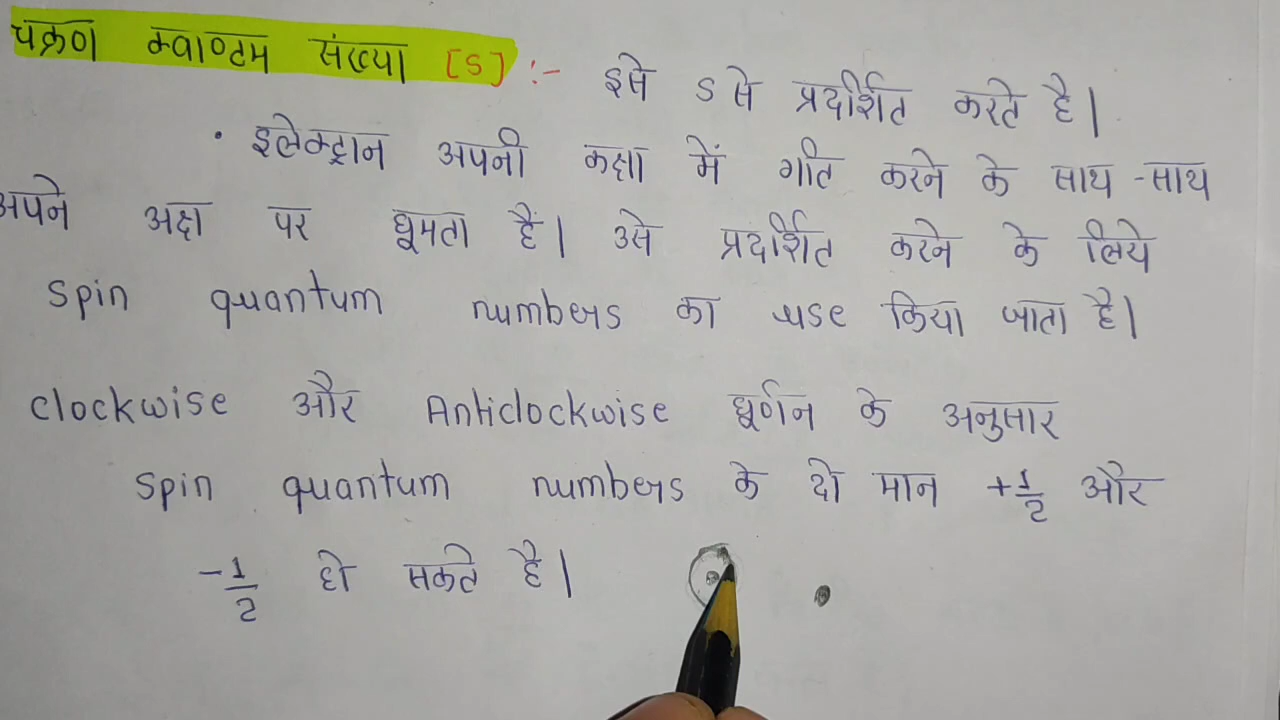 चक्रण क्वाण्टम संख्या [S] :- इसे S से प्रदर्शित करते है।
• इलेक्ट्रान अपनी कक्षा में गति करने के साथ-साथ
अपने अक्ष पर घूमता है। उसे प्रदर्शित करने के लिये
spin quantum numbers का use किया जाता है।
clockwise और Anticlockwise घूर्णन के अनुसार
spin quantum numbers के दो मान +1/2 और
-1/2 हो सकते है।